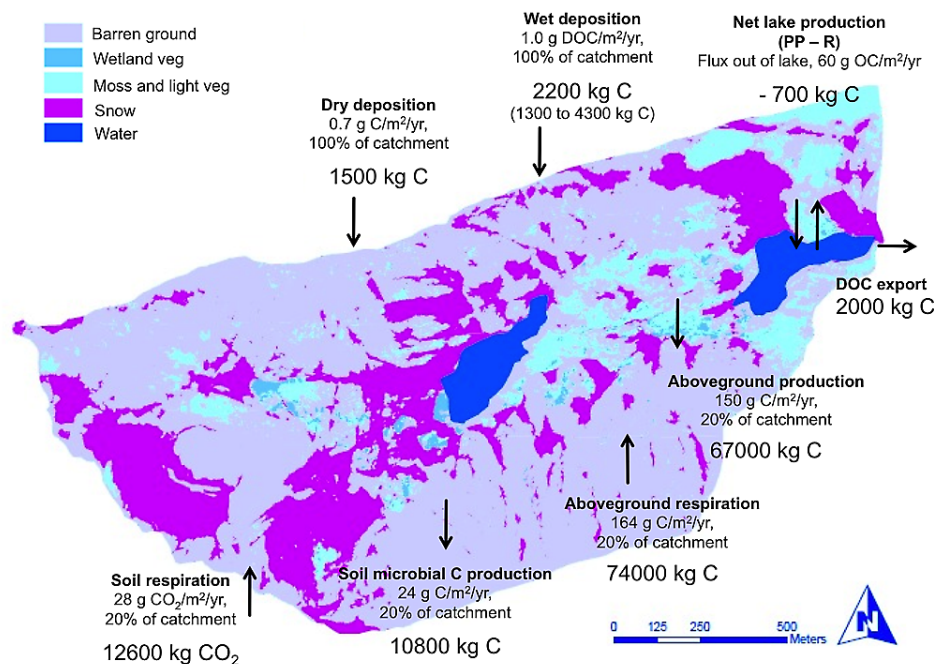 Barren ground
Wetland veg
Moss and light veg
Snow
Water
Dry deposition
0.7 g C/m²/yr,
100% of catchment
1500 kg C
Wet deposition
1.0 g DOC/m²/yr,
100% of catchment
2200 kg C
(1300 to 4300 kg C)
Net lake production
(PP – R)
Flux out of lake, 60 g OC/m²/yr
- 700 kg C
DOC export
2000 kg C
Aboveground production
150 g C/m²/yr,
20% of catchment
67000 kg C
Aboveground respiration
164 g C/m²/yr,
20% of catchment
74000 kg C
Soil microbial C production
24 g C/m²/yr,
20% of catchment
10800 kg C
Soil respiration
28 g CO₂/m²/yr,
20% of catchment
12600 kg CO₂
0 125 250 500
Meters
N